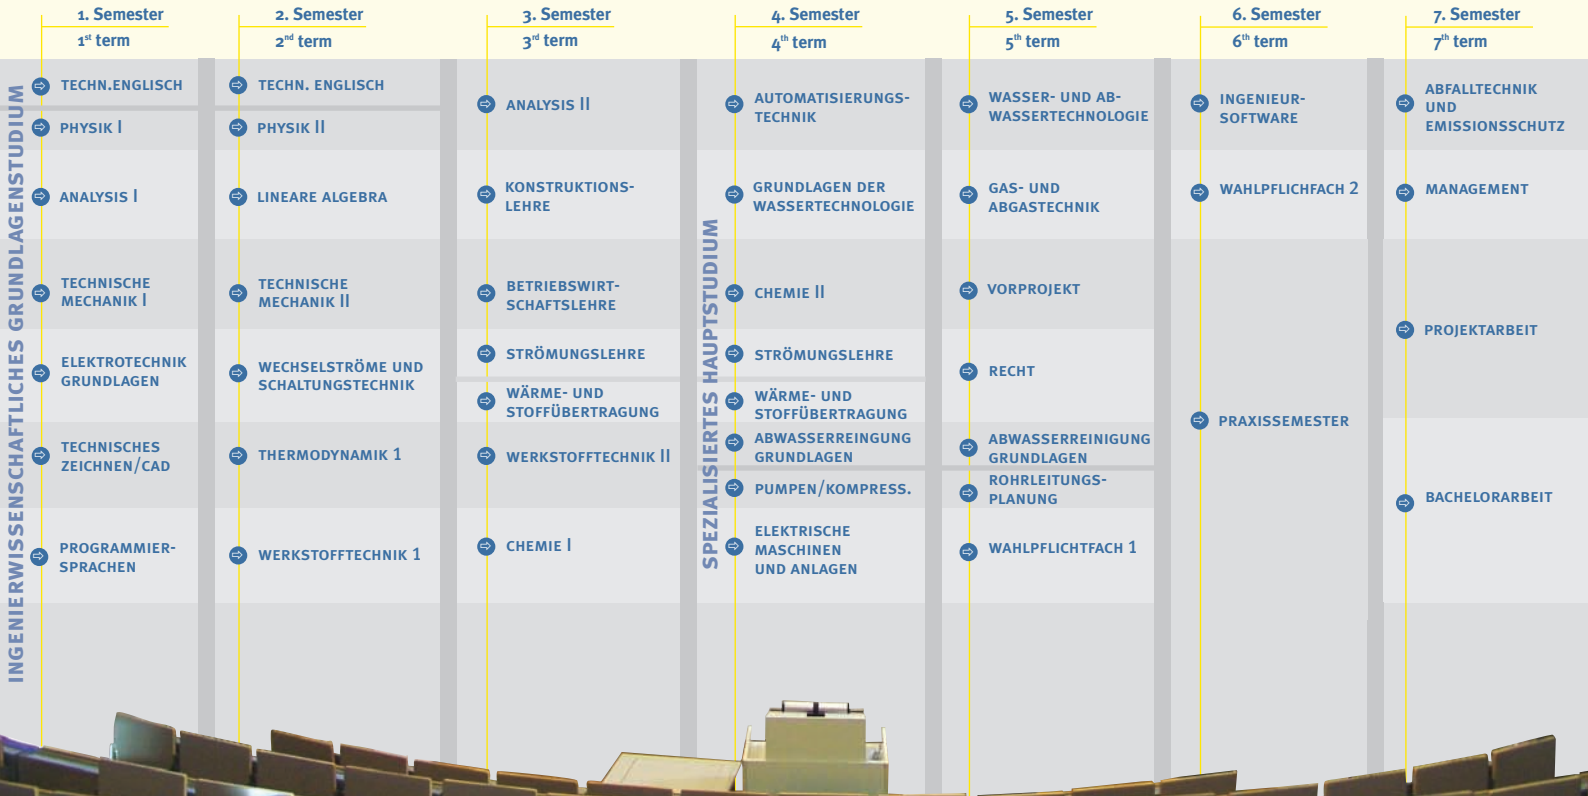 1. Semester
1st term
2. Semester
2nd term
3. Semester
3rd term
4. Semester
4th term
5. Semester
5th term
6. Semester
6th term
7. Semester
7th term
INGENIERWISSENSCHAFTLICHES GRUNDLAGENSTUDIUM
TECHN.ENGLISCH
PHYSIK I
ANALYSIS I
TECHNISCHE
MECHANIK I
ELEKTROTECHNIK
GRUNDLAGEN
TECHNISCHES
ZEICHNEN/CAD
PROGRAMMIER-
SPRACHEN
TECHN. ENGLISCH
PHYSIK II
LINEARE ALGEBRA
TECHNISCHE
MECHANIK II
WECHSELSTRÖME UND
SCHALTUNGSTECHNIK
THERMODYNAMIK 1
WERKSTOFFTECHNIK 1
ANALYSIS II
KONSTRUKTIONS-
LEHRE
BETRIEBSWIRT-
SCHAFTSLEHRE
STRÖMUNGSLEHRE
WÄRME- UND
STOFFÜBERTRAGUNG
WERKSTOFFTECHNIK II
CHEMIE I
SPEZIALISIERTES HAUPTSTUDIUM
AUTOMATISIERUNGS-
TECHNIK
GRUNDLAGEN DER
WASSERTECHNOLOGIE
CHEMIE II
STRÖMUNGSLEHRE
WÄRME- UND
STOFFÜBERTRAGUNG
ABWASSERREINGUNG
GRUNDLAGEN
PUMPEN/KOMPRESS.
ELEKTRISCHE
MASCHINEN
UND ANLAGEN
WASSER- UND AB-
WASSERTECHNOLOGIE
GAS- UND
ABGASTECHNIK
VORPROJEKT
RECHT
ABWASSERREINIGUNG
GRUNDLAGEN
ROHRLEITUNGS-
PLANUNG
WAHLPFLICHTFACH 1
INGENIEUR-
SOFTWARE
WAHLPFLICHFACH 2
PRAXISSEMESTER
ABFALLTECHNIK
UND
EMISSIONSSCHUTZ
MANAGEMENT
PROJEKTARBEIT
BACHELORARBEIT